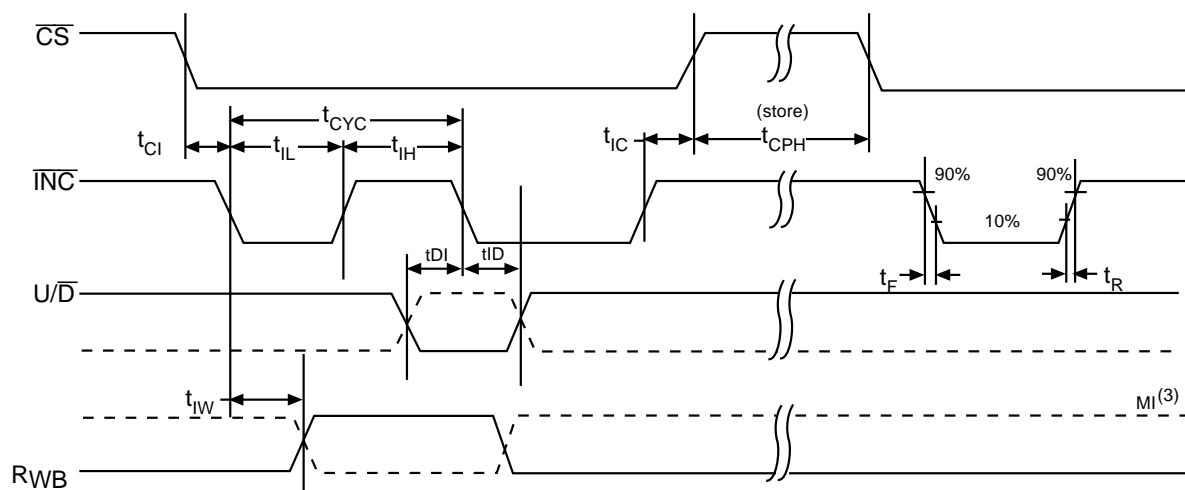 CS
(store)
tCYC
tCI
tIL
tIH
tIC
tCPH
INC
90%
90%
10%
tDI
tID
U/D
tF
tR
tIW
MI(3)
RWB